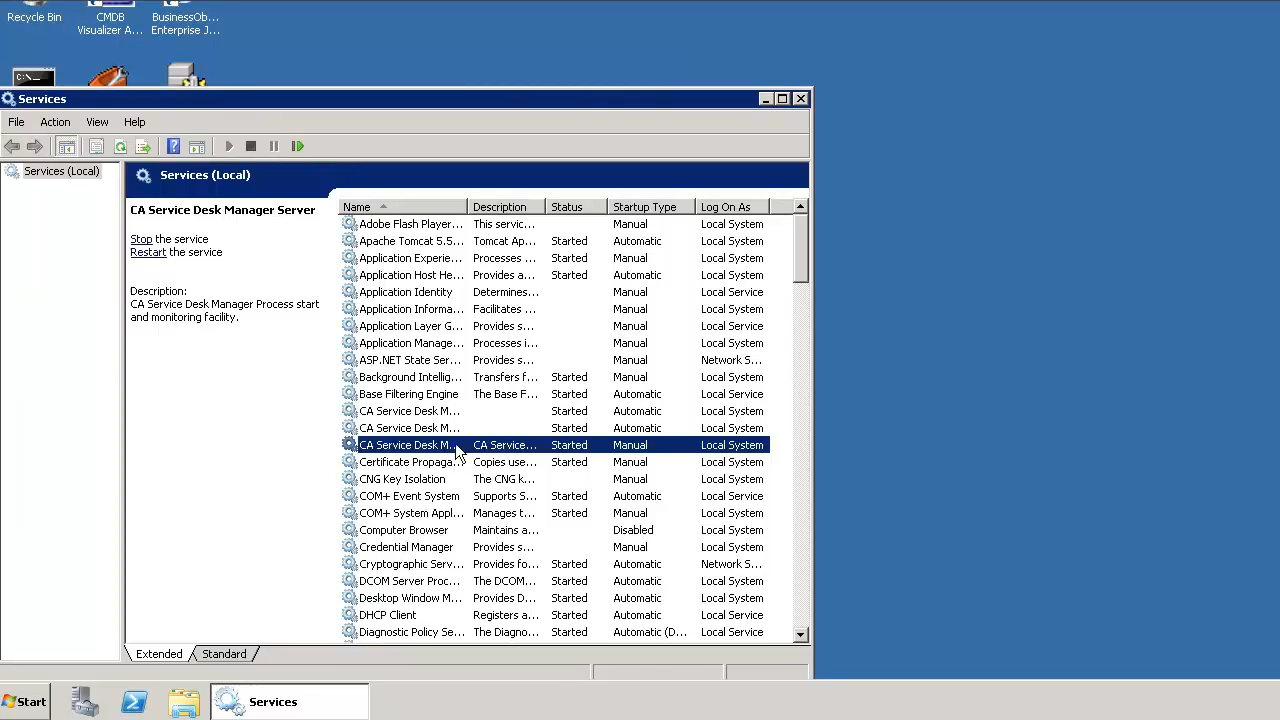 Recycle Bin
CMDB
Visualizer A...
BusinessOb...
Enterprise J...
C:\_
Services
File Action View Help
Services (Local)
Services (Local)
CA Service Desk Manager Server
Stop the service
Restart the service
Description:
CA Service Desk Manager Process start
and monitoring facility.
Name Description Status Startup Type Log On As
Adobe Flash Player... This servic... Manual Local System
Apache Tomcat 5.5... Tomcat Ap... Started Automatic Local System
Application Experie... Processes ... Started Manual Local System
Application Host He... Provides a... Started Automatic Local System
Application Identity Determines... Manual Local Service
Application Informa... Facilitates ... Manual Local System
Application Layer G... Provides s... Manual Local Service
Application Manage... Processes i... Manual Local System
ASP.NET State Ser... Provides s... Manual Network S...
Background Intellig... Transfers f... Started Manual Local System
Base Filtering Engine The Base F... Started Automatic Local Service
CA Service Desk M... Started Automatic Local System
CA Service Desk M... Started Automatic Local System
CA Service Desk M... CA Service... Started Manual Local System
Certificate Propaga... Copies use... Started Manual Local System
CNG Key Isolation The CNG k... Manual Local System
COM+ Event System Supports S... Started Automatic Local Service
COM+ System Appl... Manages t... Started Manual Local System
Computer Browser Maintains a... Disabled Local System
Credential Manager Provides s... Manual Local System
Cryptographic Serv... Provides fo... Started Automatic Network S...
DCOM Server Proc... The DCOM... Started Automatic Local System
Desktop Window M... Provides D... Started Automatic Local System
DHCP Client Registers a... Started Automatic Local Service
Diagnostic Policy Se... The Diagno... Started Automatic (D... Local Service
Extended Standard
Start Services